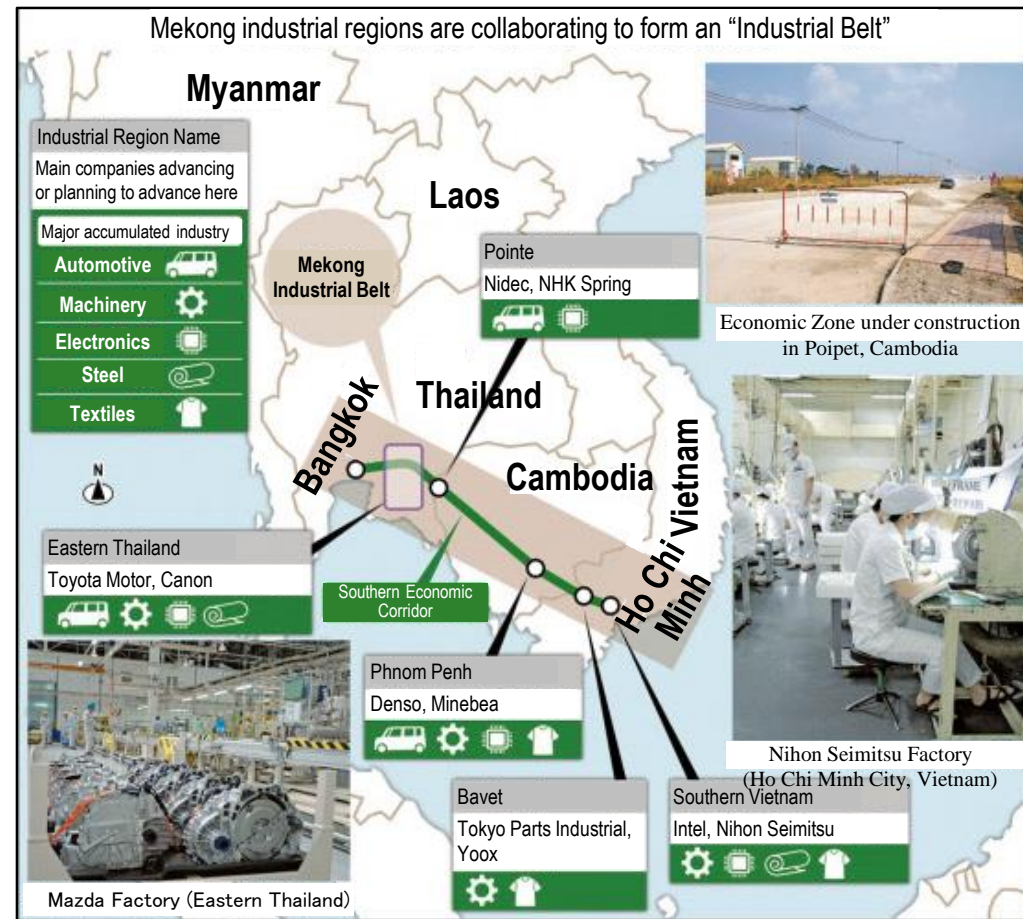 Mekong industrial regions are collaborating to form an “Industrial Belt”
Myanmar
Industrial Region Name
Main companies advancing
or planning to advance here
Major accumulated industry
Automotive
Machinery
Electronics
Steel
Textiles
Laos
Mekong
Industrial Belt
Pointe
Nidec, NHK Spring
Economic Zone under construction
in Poipet, Cambodia
Thailand
Bangkok
Cambodia
Vietnam
Ho Chi
Minh
N
Eastern Thailand
Toyota Motor, Canon
Southern Economic
Corridor
Phnom Penh
Denso, Minebea
Nihon Seimitsu Factory
(Ho Chi Minh City, Vietnam)
Bavet
Tokyo Parts Industrial,
Yoox
Southern Vietnam
Intel, Nihon Seimitsu
Mazda Factory (Eastern Thailand)